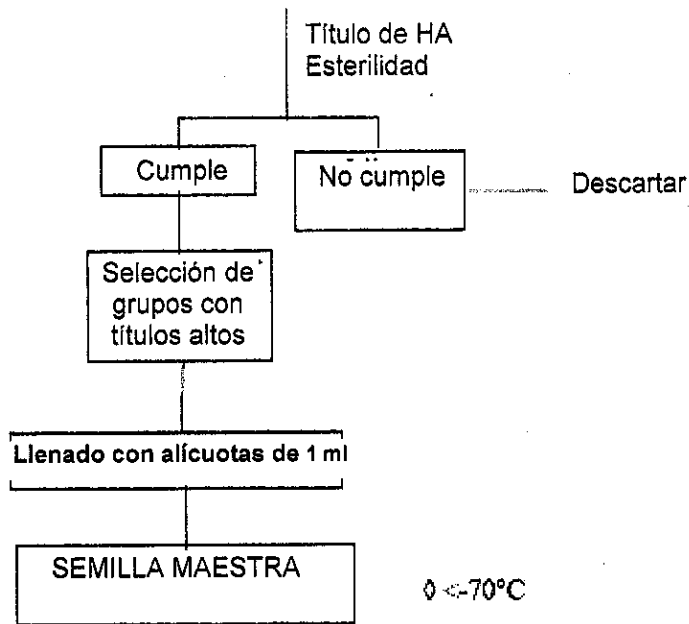 Título de HA
Esterilidad
Cumple
No cumple
Descartar
Selección de
grupos con
títulos altos
Llenado con alícuotas de 1 ml
SEMILLA MAESTRA
<-70°C